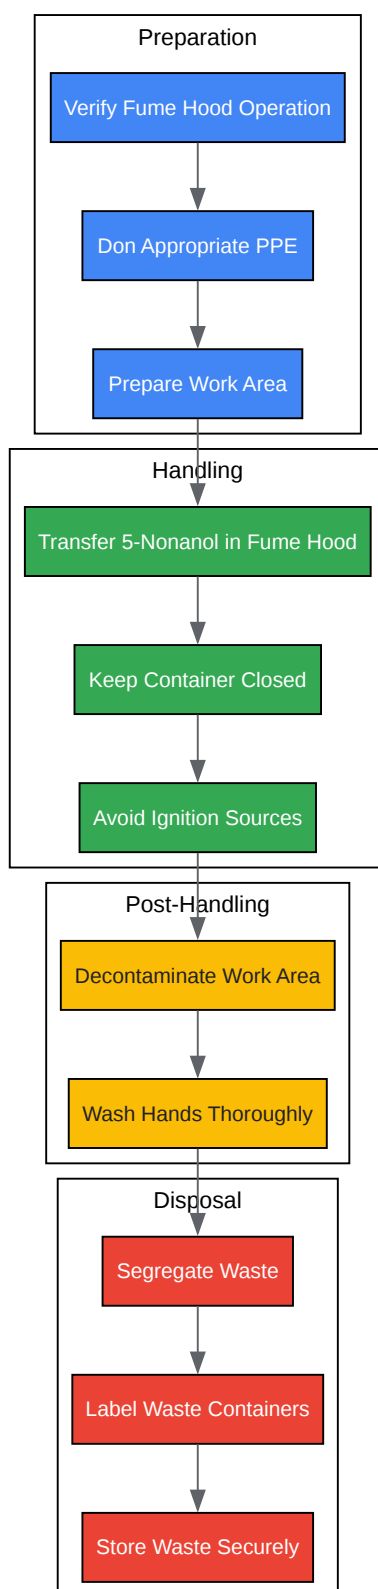 Preparation
Verify Fume Hood Operation
Don Appropriate PPE
Prepare Work Area
Handling
Transfer 5-Nonanol in Fume Hood
Keep Container Closed
Avoid Ignition Sources
Post-Handling
Decontaminate Work Area
Wash Hands Thoroughly
Disposal
Segregate Waste
Label Waste Containers
Store Waste Securely